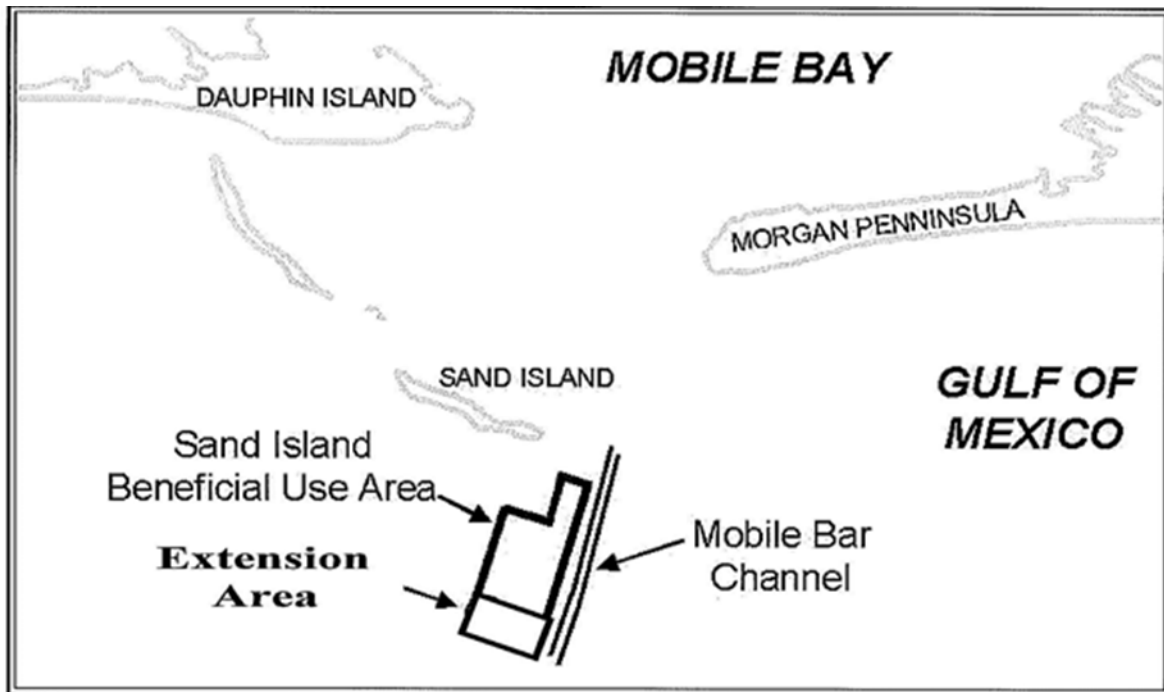 MOBILE BAY
DAUPHIN ISLAND
MORGAN PENNINSULA
SAND ISLAND
GULF OF
MEXICO
Sand Island
Beneficial Use Area
Extension
Area
Mobile Bar
Channel